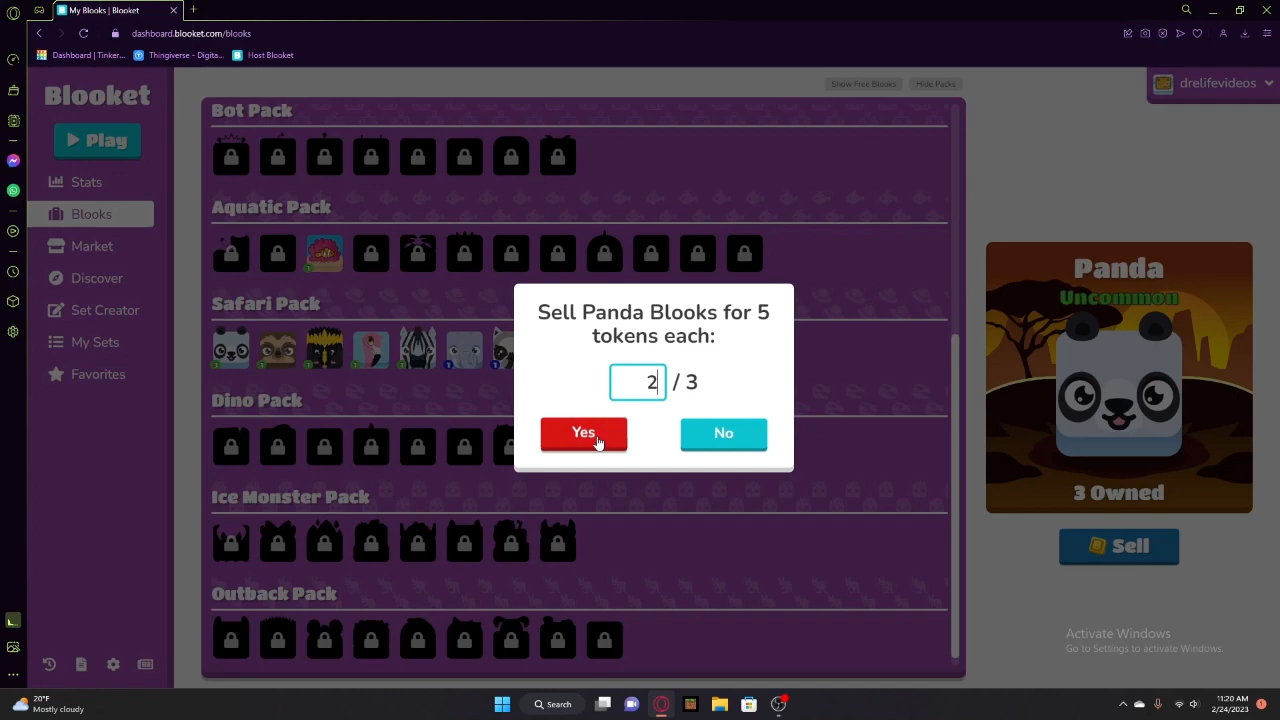 My Blooks | Blooket
dashboard.blooket.com/blooks
Dashboard | Tinker...
Thingiverse - Digita...
Host Blooket
Blooket
Play
Stats
Blooks
Market
Discover
Set Creator
My Sets
Favorites
Show Free Blooks
Hide Packs
drelifevideos
Bot Pack
Aquatic Pack
Safari Pack
Dino Pack
Ice Monster Pack
Outback Pack
Sell Panda Blooks for 5
tokens each:
2 / 3
Yes
No
Panda
Uncommon
3 Owned
Sell
Activate Windows
Go to Settings to activate Windows.
20°F
Mostly cloudy
Search
11:20 AM
2/24/2023
1